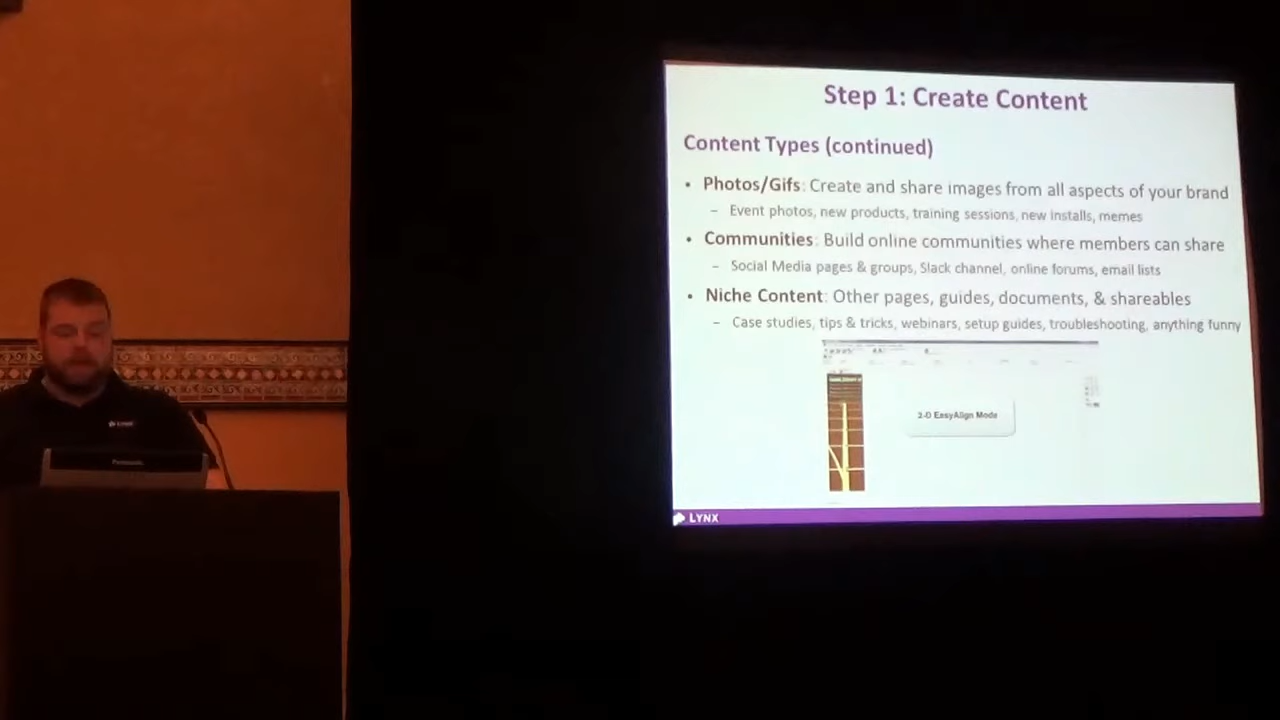 Step 1: Create Content
Content Types (continued)
• Photos/Gifs: Create and share images from all aspects of your brand
– Event photos, new products, training sessions, new installs, memes
• Communities: Build online communities where members can share
– Social Media pages & groups, Slack channel, online forums, email lists
• Niche Content: Other pages, guides, documents, & shareables
– Case studies, tips & tricks, webinars, setup guides, troubleshooting, anything funny
2-D EasyAlign Mode
LYNX
LYNX
Panasonic